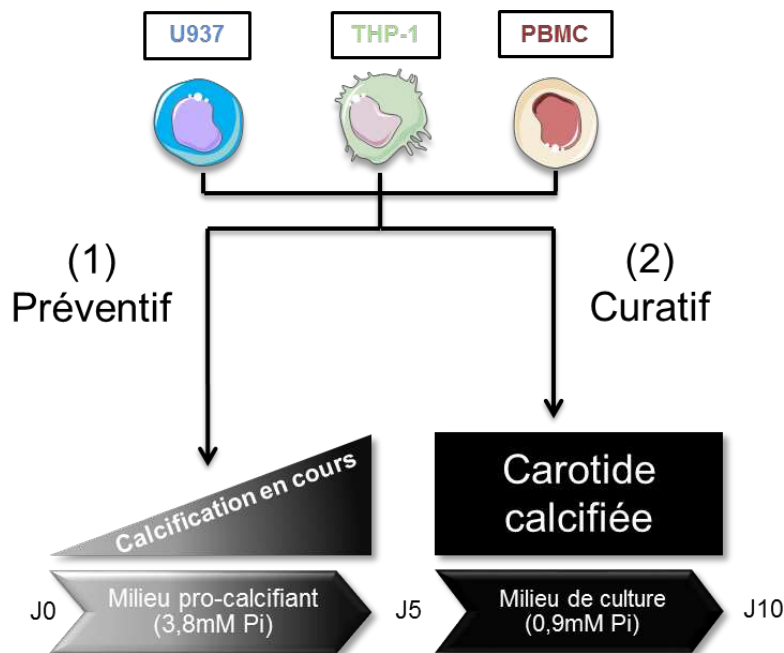 U937
THP-1
PBMC
(1)
Préventif
(2)
Curatif
Calcification en cours
Carotide
calcifiée
J0
Milieu pro-calcifiant
(3,8mM Pi)
J5
Milieu de culture
(0,9mM Pi)
J10